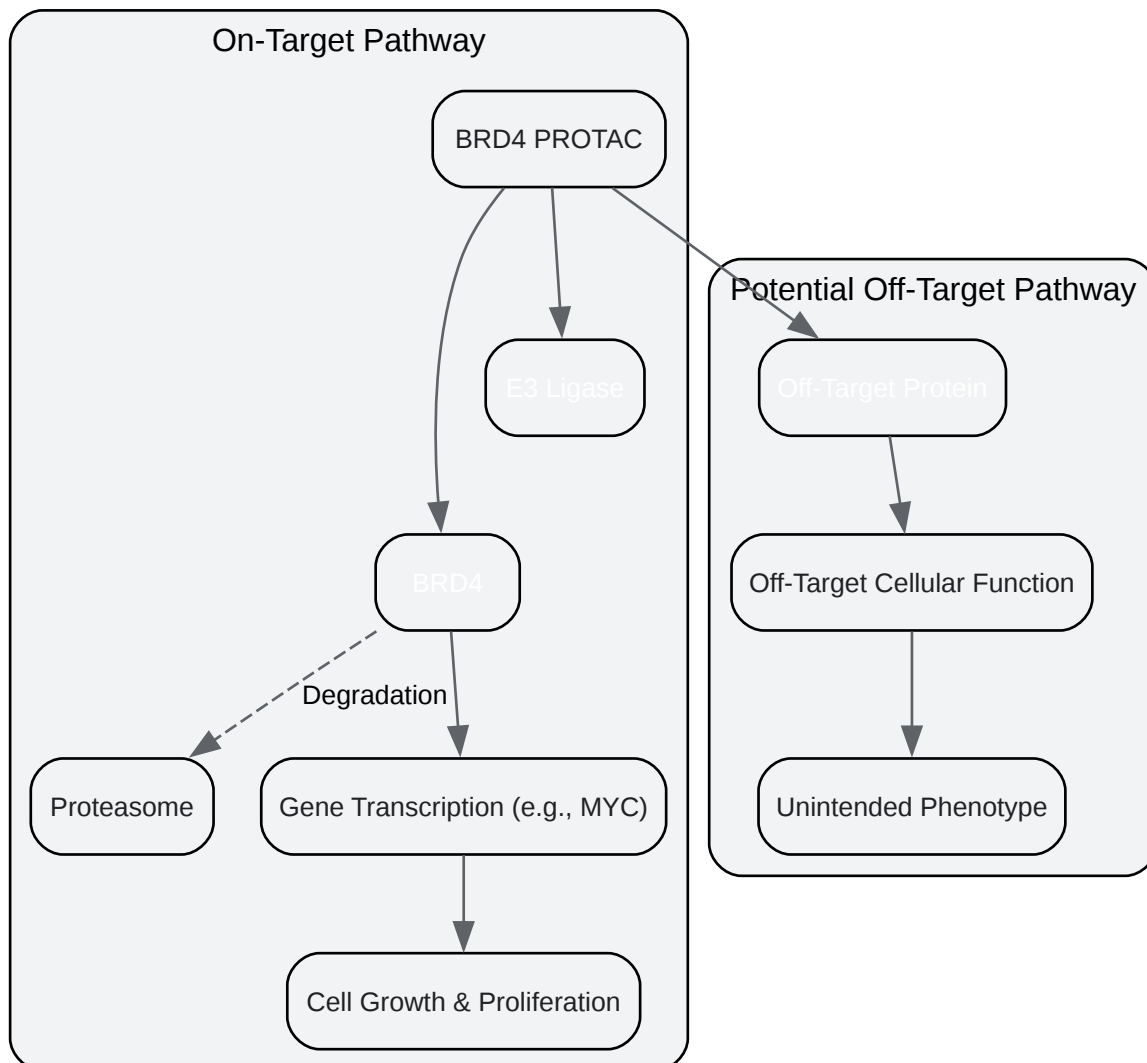 On-Target Pathway
BRD4 PROTAC
Potential Off-Target Pathway
E3 Ligase
Off-Target Protein
BRD4
Off-Target Cellular Function
Degradation
Proteasome
Gene Transcription (e.g., MYC)
Unintended Phenotype
Cell Growth & Proliferation